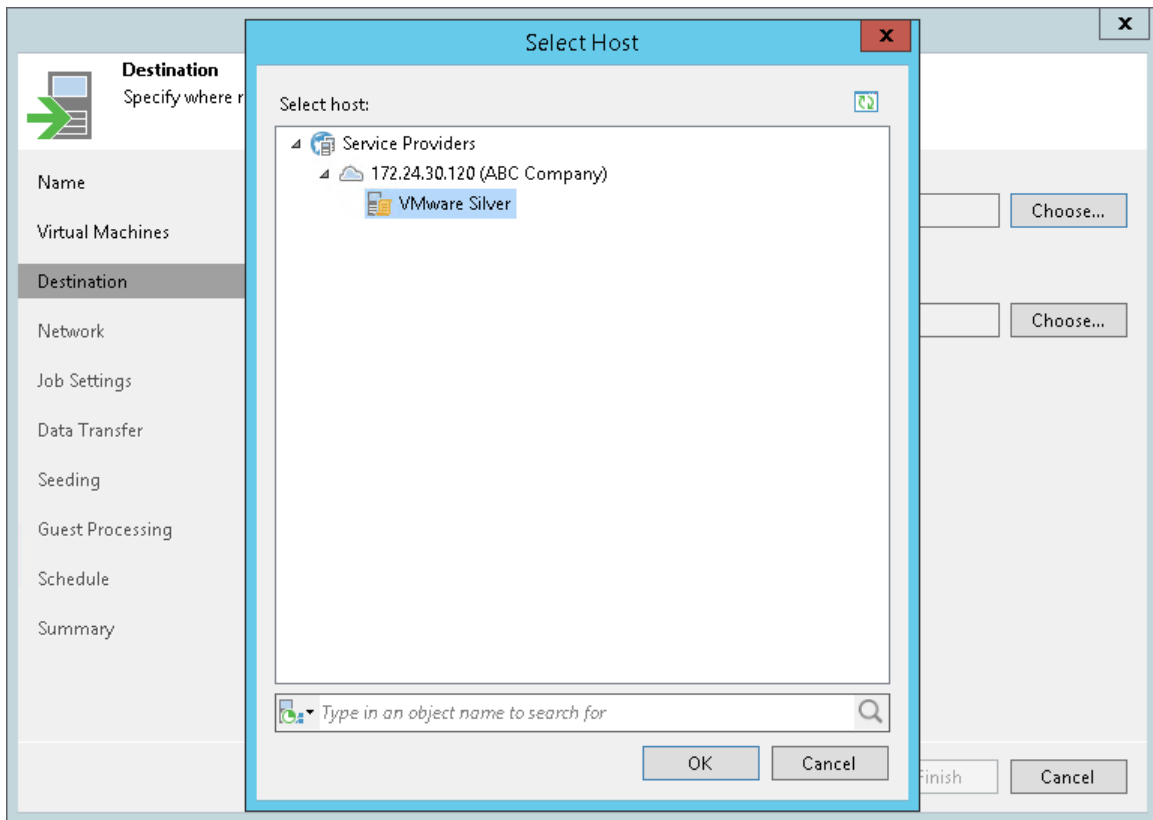 x
Select Host
x
Destination
Specify where r
Select host:
Service Providers
172.24.30.120 (ABC Company)
VMware Silver
Name
Virtual Machines
Destination
Network
Job Settings
Data Transfer
Seeding
Guest Processing
Schedule
Summary
Choose...
Choose...
Type in an object name to search for
OK
Cancel
Finish
Cancel